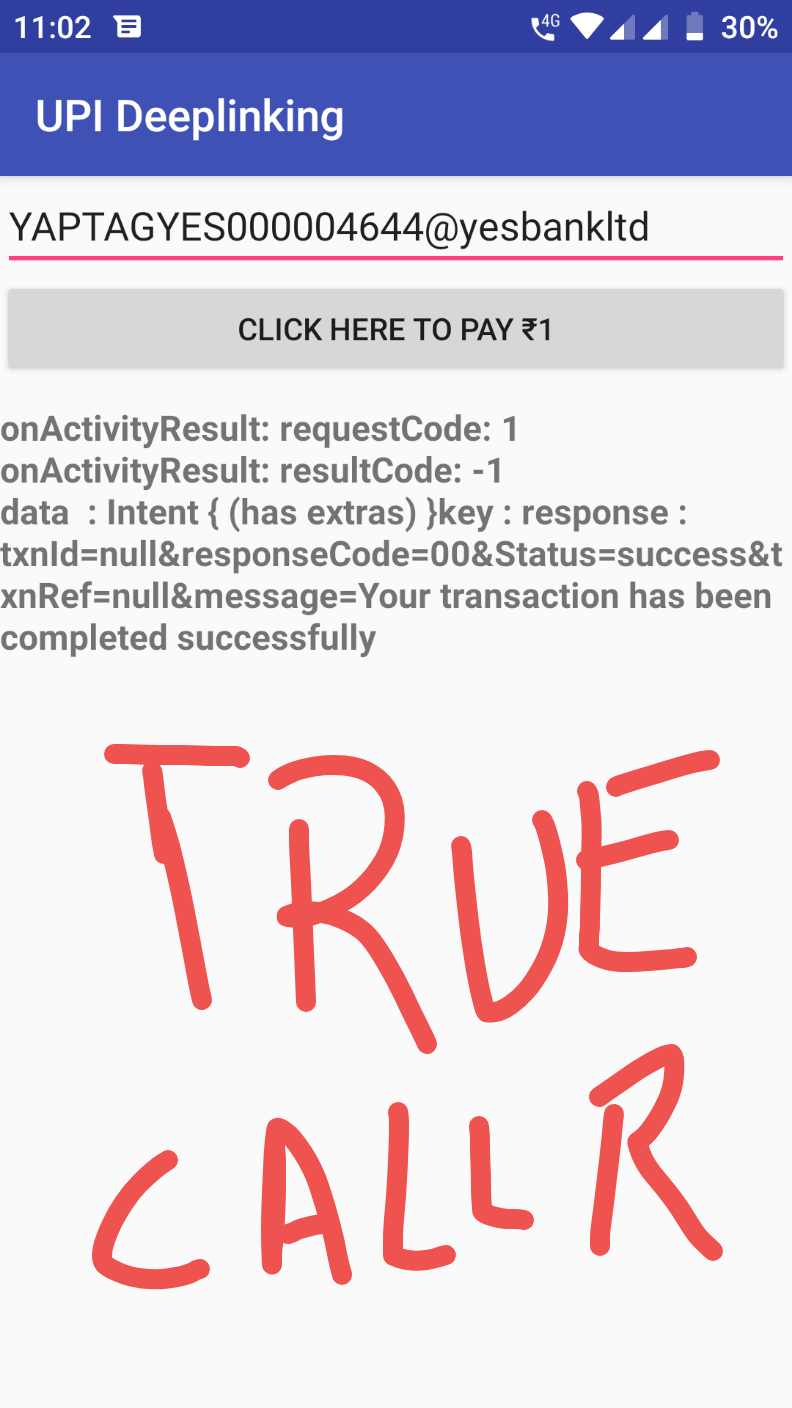 11:02 4G 30%
UPI Deeplinking
YAPTAGYES000004644@yesbankltd
CLICK HERE TO PAY ₹1
onActivityResult: requestCode: 1
onActivityResult: resultCode: -1
data  : Intent { (has extras) }key : response :
txnId=null&responseCode=00&Status=success&t
xnRef=null&message=Your transaction has been
completed successfully
TRUE
CALLR